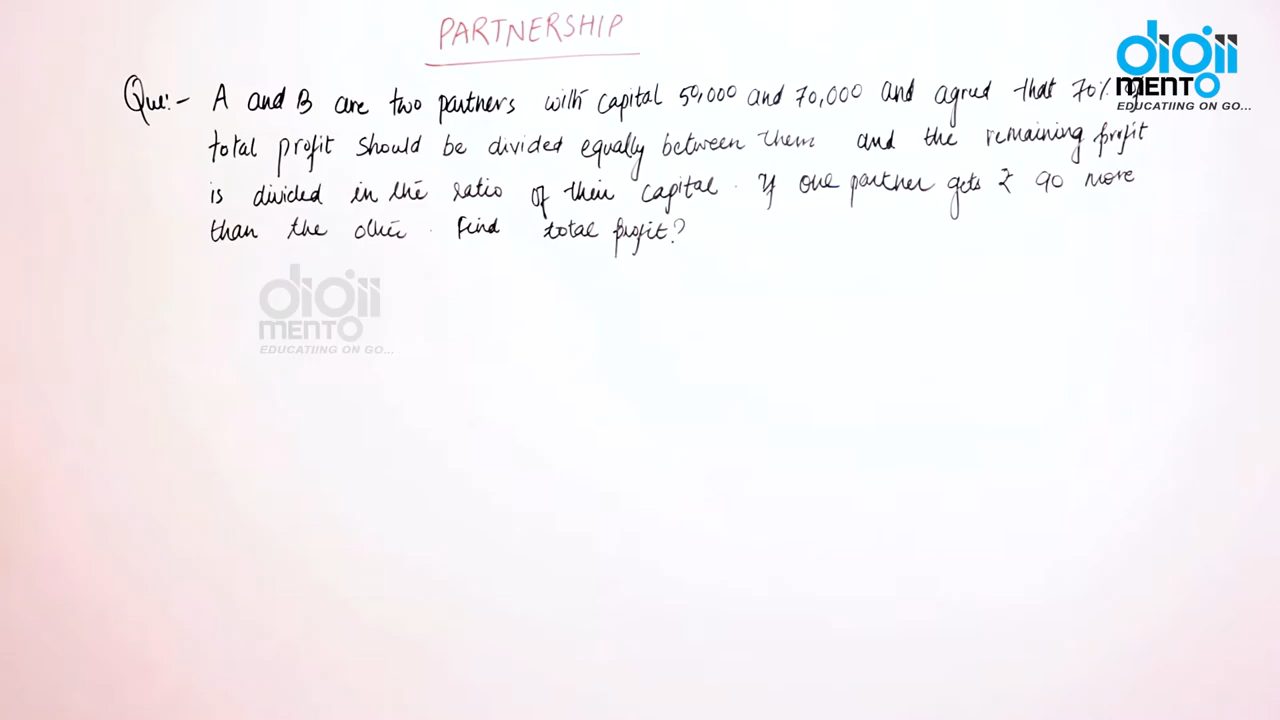 PARTNERSHIP
Que:- A and B are two partners with capital 50,000 and 70,000 and agreed that 70% of
total profit should be divided equally between them and the remaining profit
is divided in the ratio of their capital. If one partner gets ₹ 90 more
than the other. Find total profit?
digii
MENTO
EDUCATIING ON GO...
digii
MENTO
EDUCATIING ON GO...